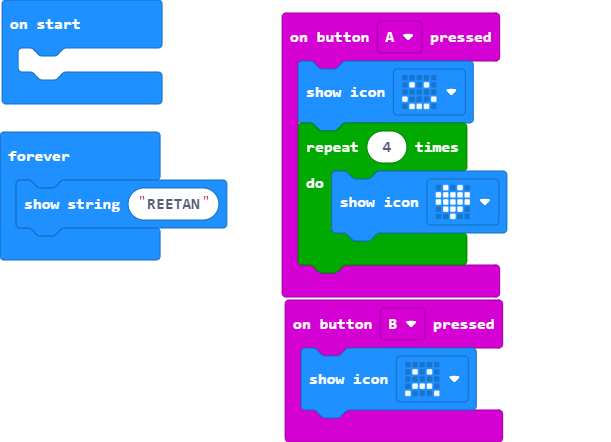 on start
forever
show string "REETAN"
on button A pressed
show icon
repeat 4 times
do
show icon
on button B pressed
show icon